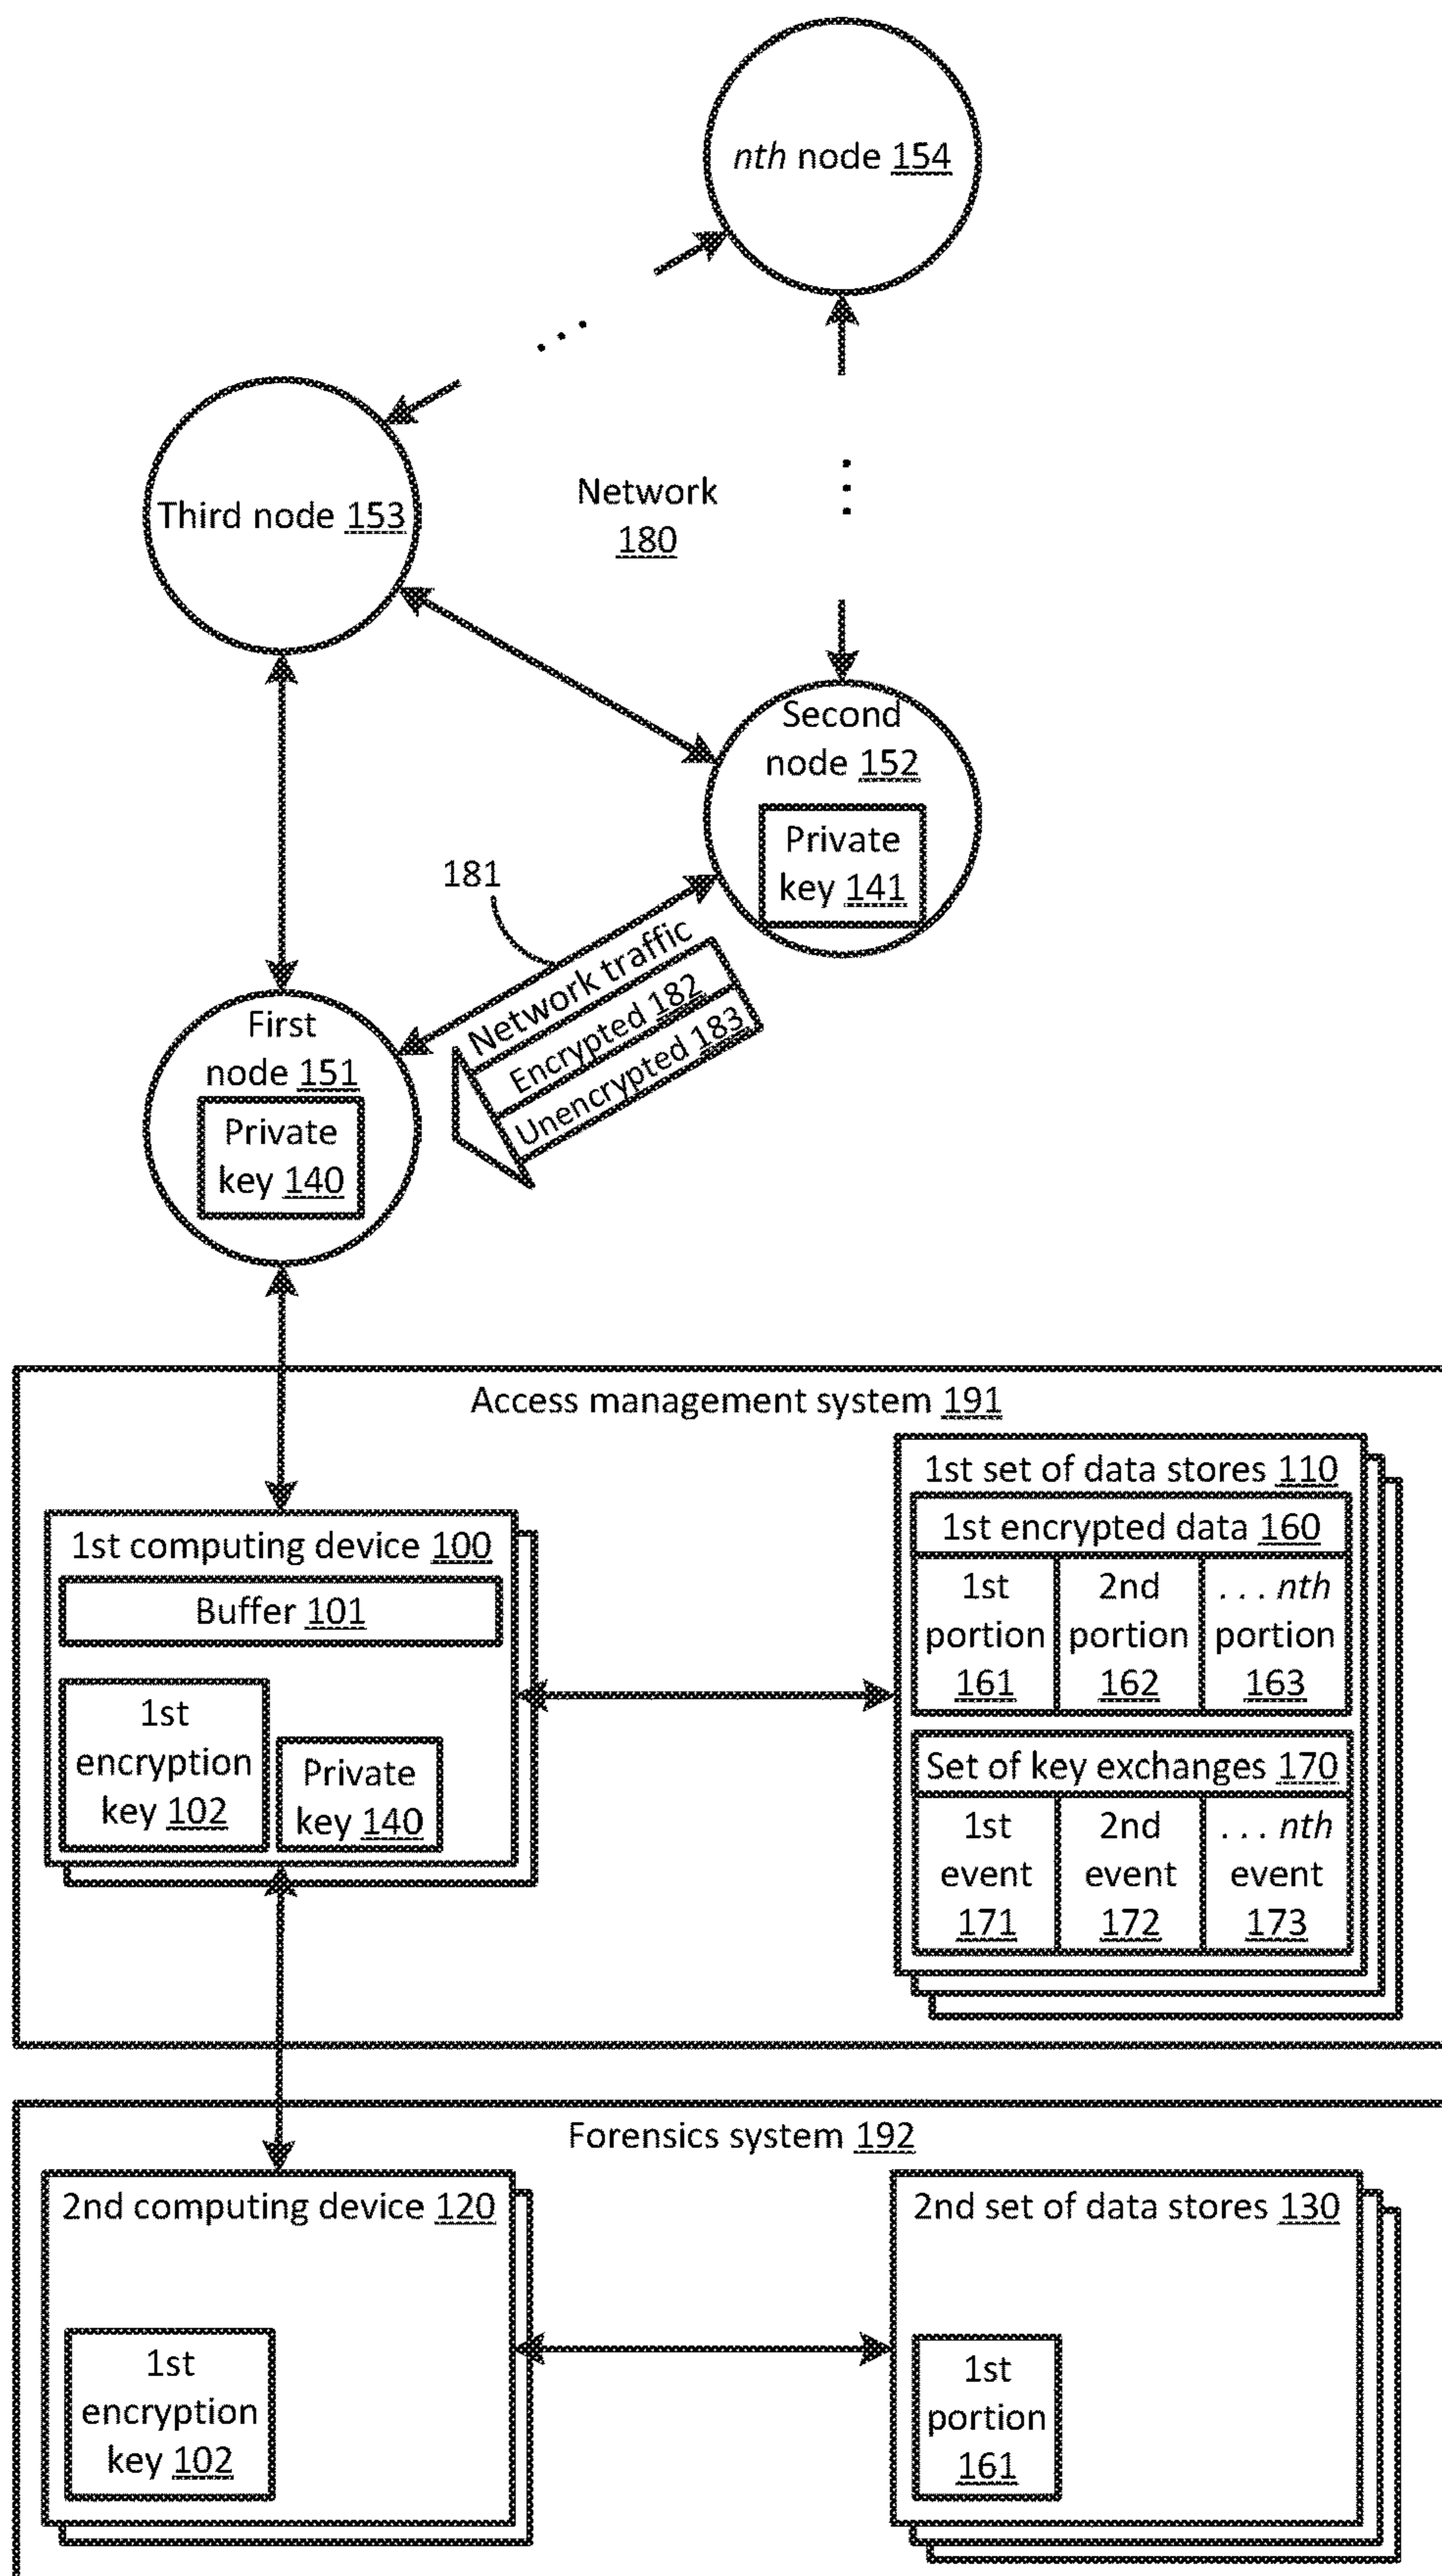 nth node 154
Third node 153
Network
180
Second
node 152
Private
key 141
181
Network traffic
Encrypted 182
Unencrypted 183
First
node 151
Private
key 140
Access management system 191
1st computing device 100
Buffer 101
1st
encryption
key 102
Private
key 140
1st set of data stores 110
1st encrypted data 160
1st
portion
161
2nd
portion
162
. . . nth
portion
163
Set of key exchanges 170
1st
event
171
2nd
event
172
. . . nth
event
173
Forensics system 192
2nd computing device 120
1st
encryption
key 102
2nd set of data stores 130
1st
portion
161